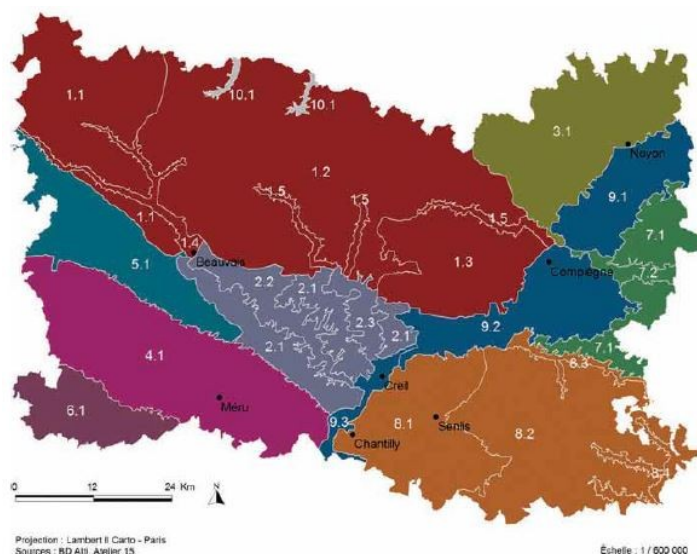 1.1
10.1
10.1
3.1
Noyon
1.2
9.1
1.5
1.5
1.5
1.1
7.1
1.4
Beauvais
5.1
1.3
Compiègne
7.2
2.2
2.1
2.3
2.1
2.1
9.2
7.1
6.3
4.1
Creil
6.1
Méru
8.1
Senlis
8.2
9.3
Chantilly
0 12 24 Km
N
Projection : Lambert II Carto - Paris
Sources : BD Alti, Atelier 15
Échelle : 1 / 600 000